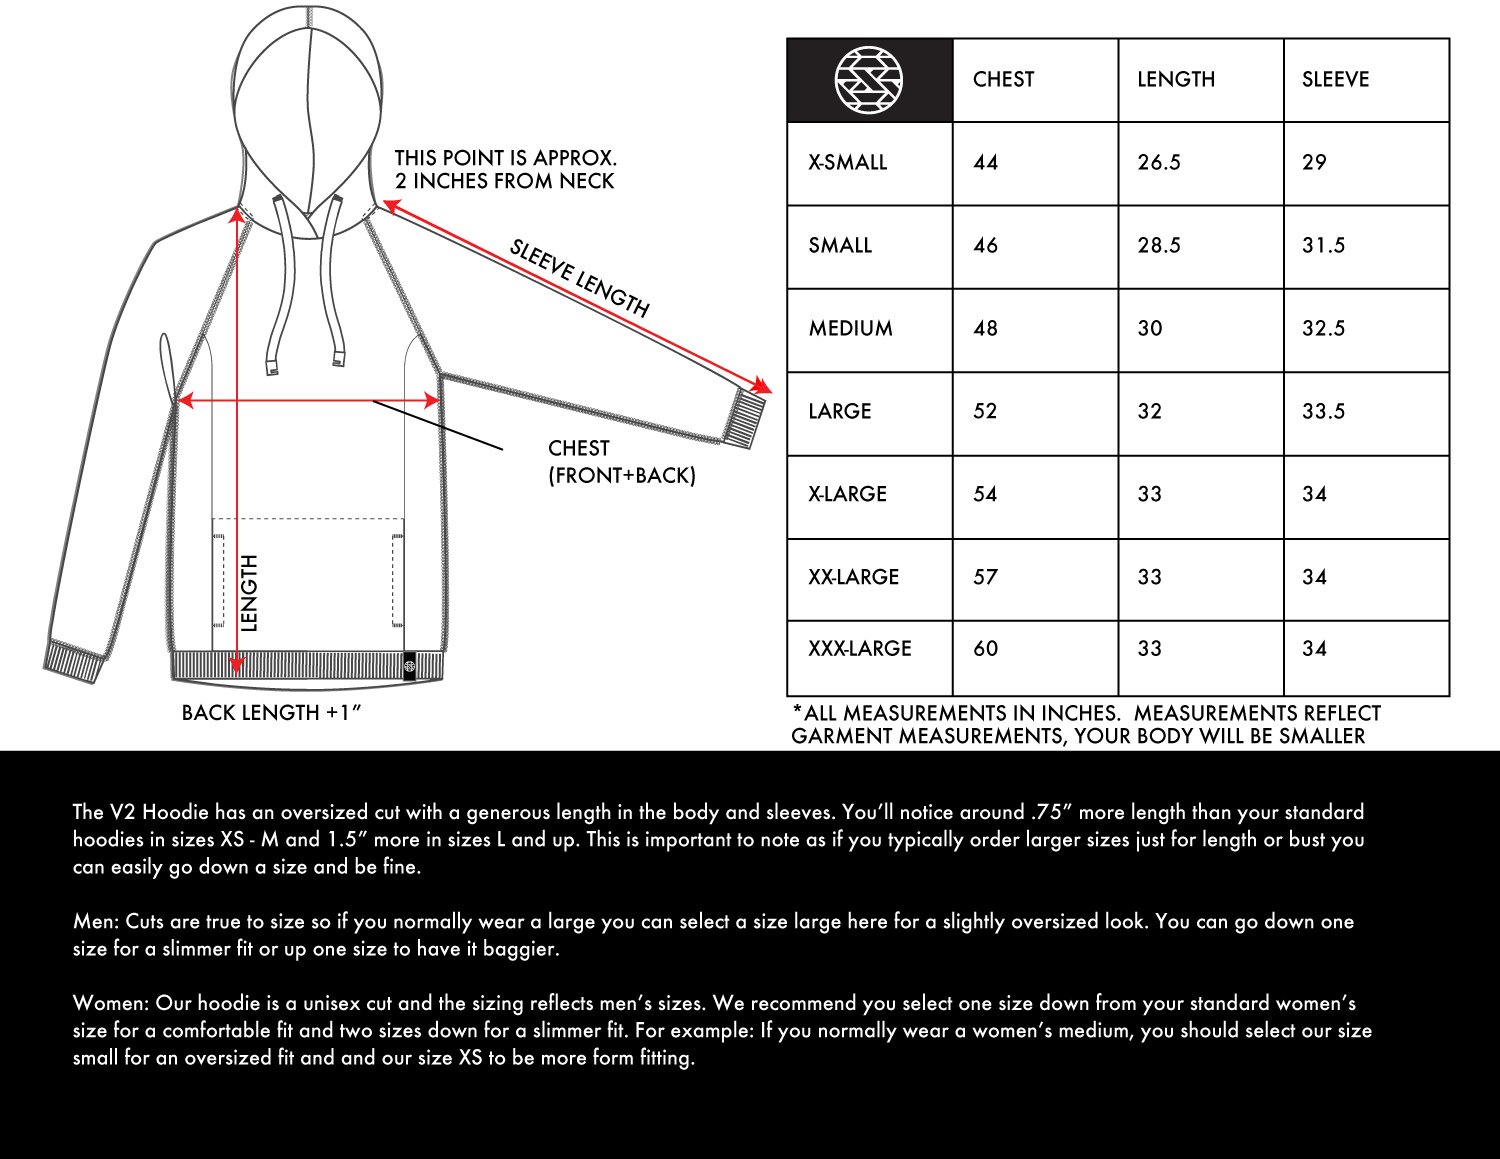 THIS POINT IS APPROX.
2 INCHES FROM NECK
SLEEVE LENGTH
CHEST
(FRONT+BACK)
LENGTH
BACK LENGTH +1”
CHEST LENGTH SLEEVE
X-SMALL 44 26.5 29
SMALL 46 28.5 31.5
MEDIUM 48 30 32.5
LARGE 52 32 33.5
X-LARGE 54 33 34
XX-LARGE 57 33 34
XXX-LARGE 60 33 34
*ALL MEASUREMENTS IN INCHES. MEASUREMENTS REFLECT
GARMENT MEASUREMENTS, YOUR BODY WILL BE SMALLER
The V2 Hoodie has an oversized cut with a generous length in the body and sleeves. You’ll notice around .75” more length than your standard
hoodies in sizes XS - M and 1.5” more in sizes L and up. This is important to note as if you typically order larger sizes just for length or bust you
can easily go down a size and be fine.
Men: Cuts are true to size so if you normally wear a large you can select a size large here for a slightly oversized look. You can go down one
size for a slimmer fit or up one size to have it baggier.
Women: Our hoodie is a unisex cut and the sizing reflects men’s sizes. We recommend you select one size down from your standard women’s
size for a comfortable fit and two sizes down for a slimmer fit. For example: If you normally wear a women’s medium, you should select our size
small for an oversized fit and and our size XS to be more form fitting.